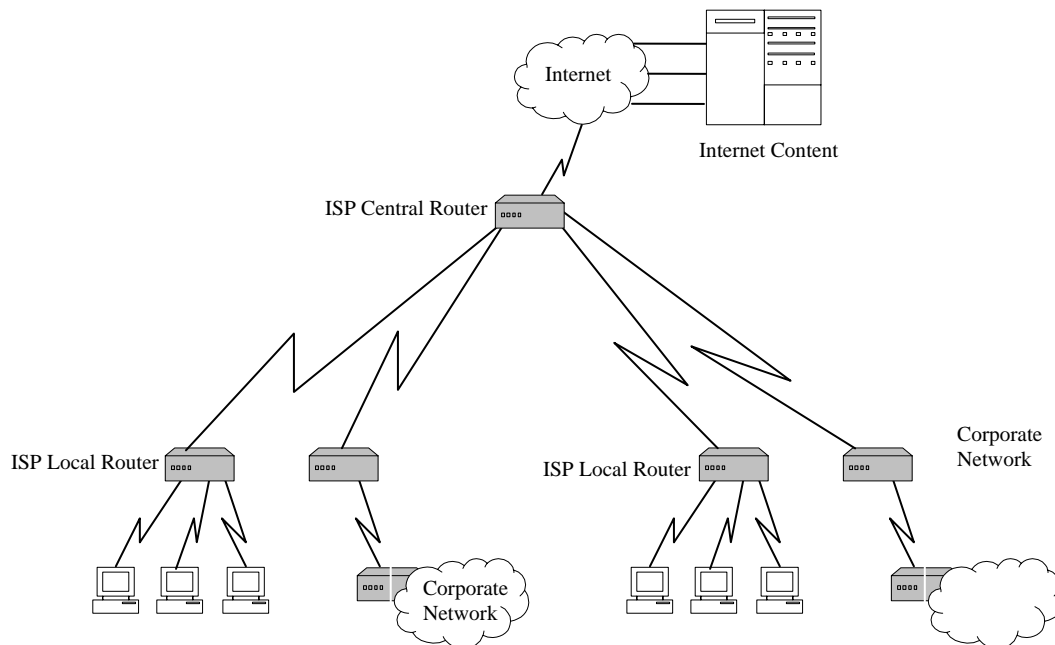 Internet
Internet Content
ISP Central Router
ISP Local Router
ISP Local Router
Corporate
Network
Corporate
Network